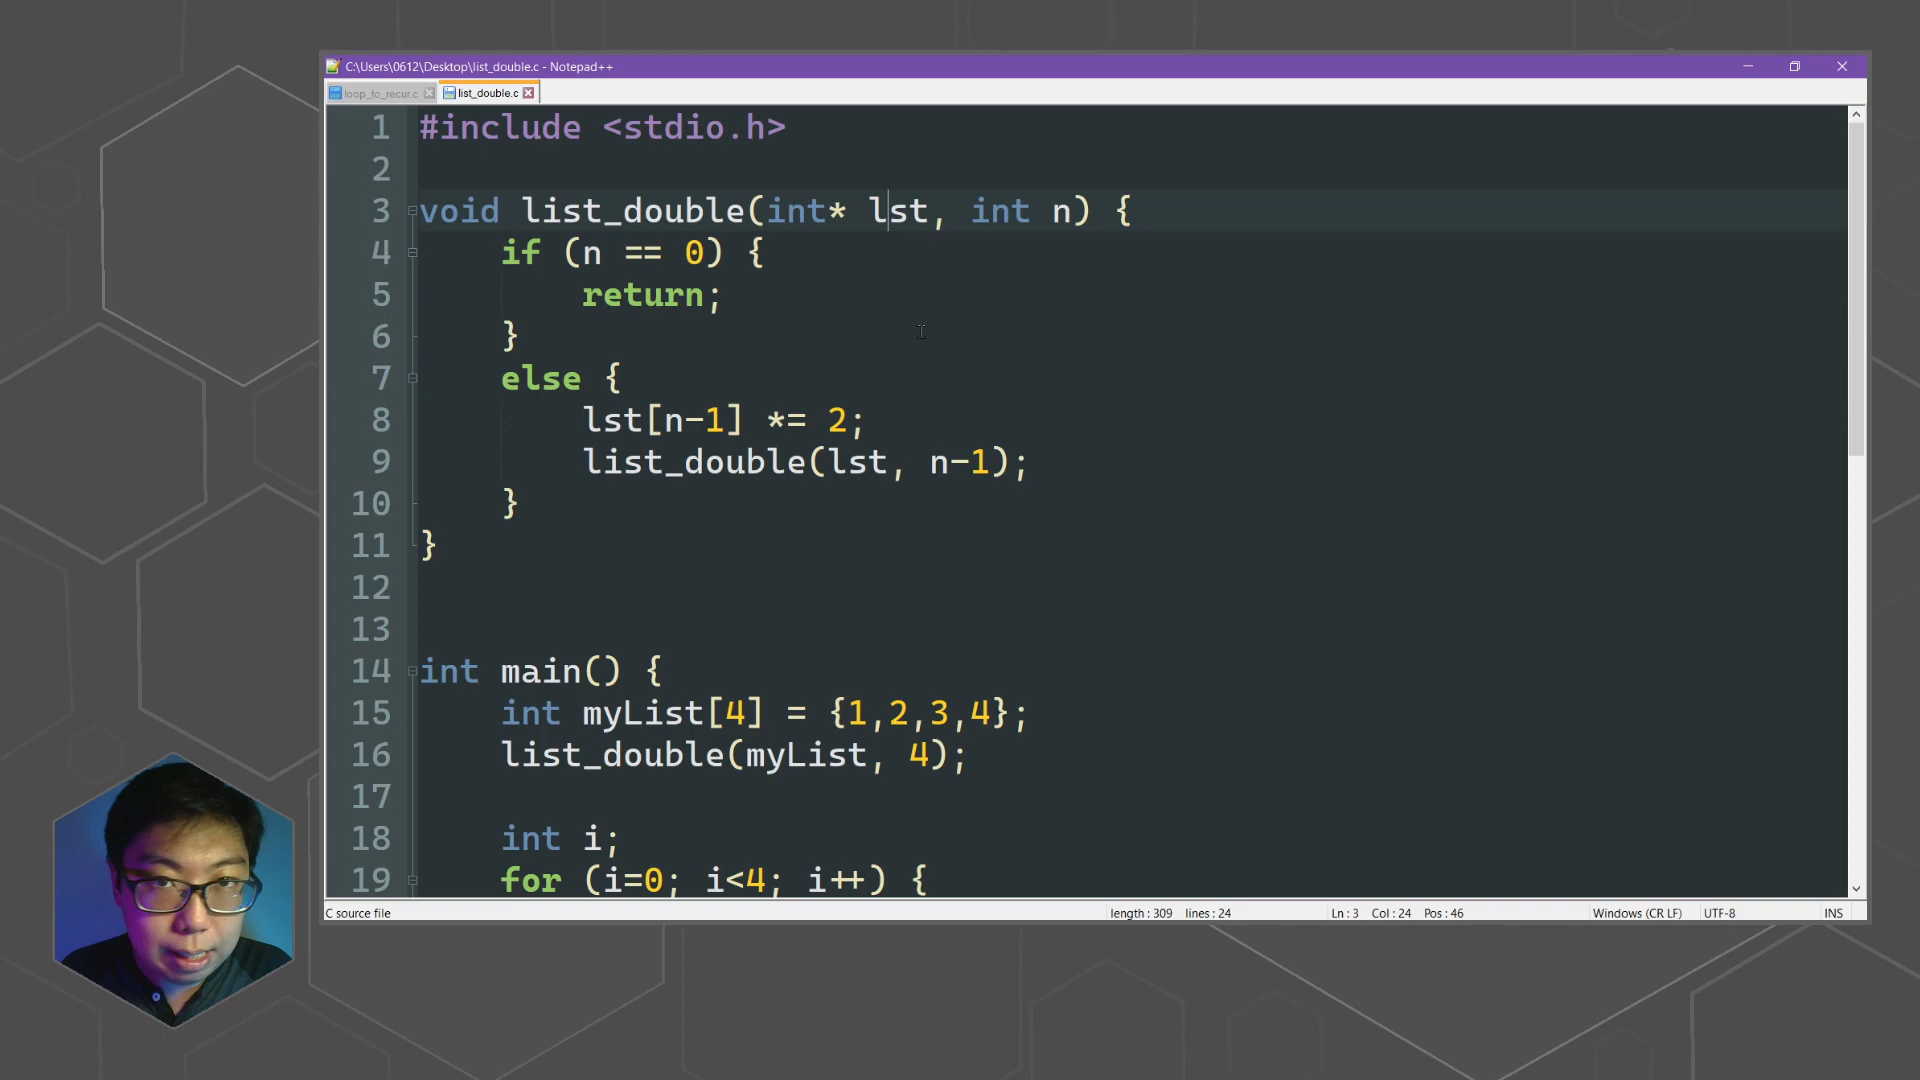 C:\Users\0612\Desktop\list_double.c - Notepad++
loop_to_recur.c list_double.c
1 #include <stdio.h>
2
3 void list_double(int* lst, int n) {
4 if (n == 0) {
5 return;
6 }
7 else {
8 lst[n-1] *= 2;
9 list_double(lst, n-1);
10 }
11 }
12
13
14 int main() {
15 int myList[4] = {1,2,3,4};
16 list_double(myList, 4);
17
18 int i;
19 for (i=0; i<4; i++) {
C source file length : 309 lines : 24 Ln : 3 Col : 24 Pos : 46 Windows (CR LF) UTF-8 INS